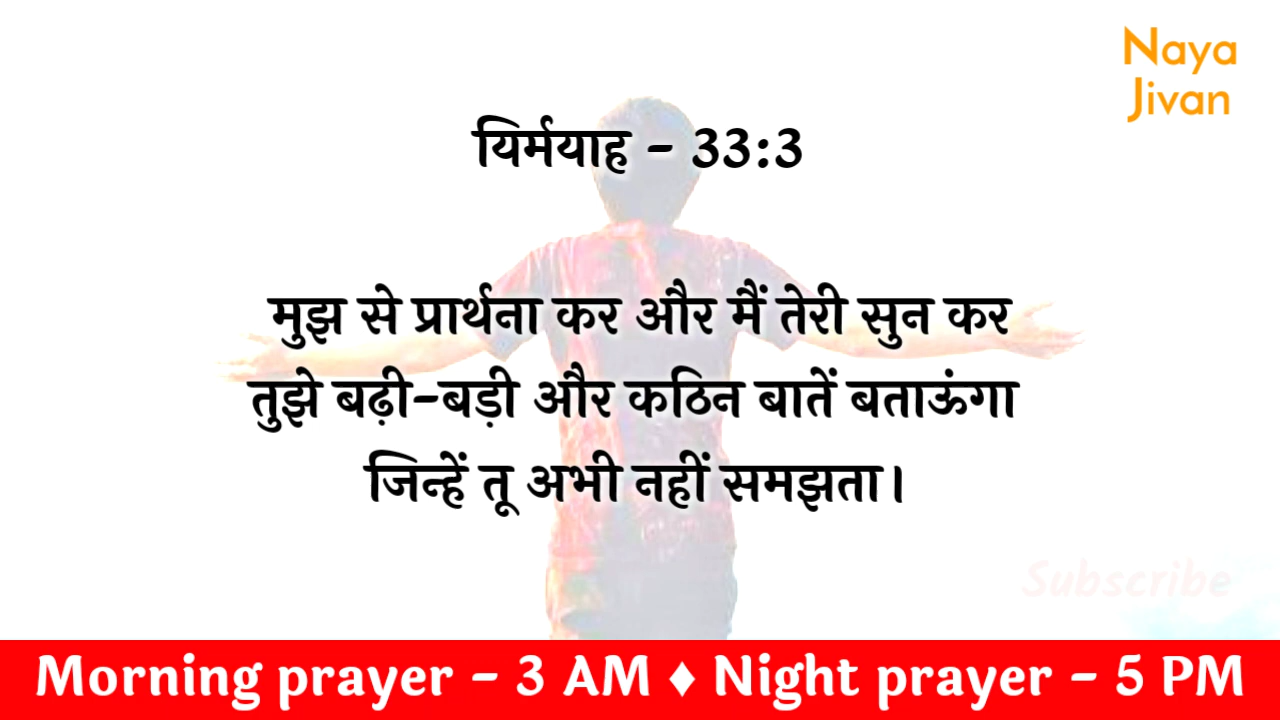 Naya
Jivan
यिर्मयाह - 33:3
मुझ से प्रार्थना कर और मैं तेरी सुन कर
तुझे बढ़ी-बड़ी और कठिन बातें बताऊंगा
जिन्हें तू अभी नहीं समझता।
Subscribe
Morning prayer - 3 AM ♦ Night prayer - 5 PM